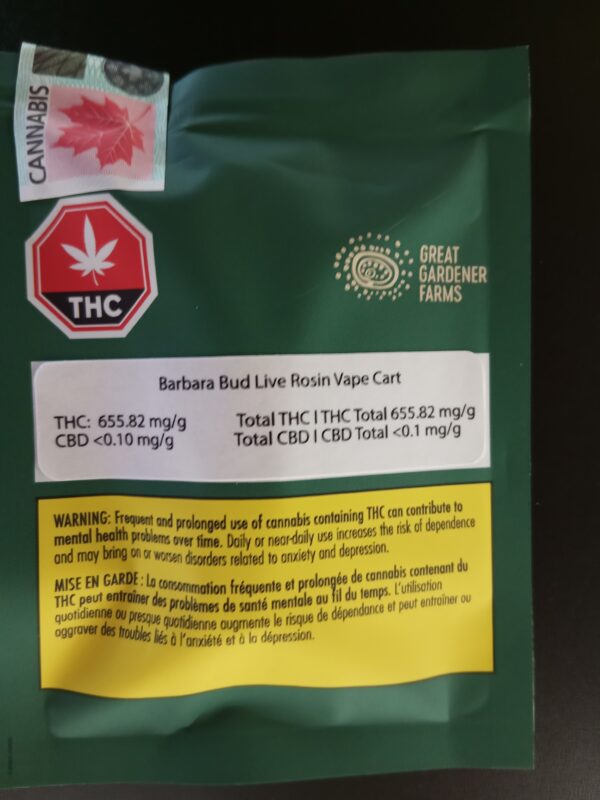 CANNABIS
THC
GREAT
GARDENER
FARMS
Barbara Bud Live Rosin Vape Cart
THC: 655.82 mg/g
CBD <0.10 mg/g
Total THC I THC Total 655.82 mg/g
Total CBD I CBD Total <0.1 mg/g
WARNING: Frequent and prolonged use of cannabis containing THC can contribute to
mental health problems over time. Daily or near-daily use increases the risk of dependence
and may bring on or worsen disorders related to anxiety and depression.
MISE EN GARDE : La consommation fréquente et prolongée de cannabis contenant du
THC peut entraîner des problèmes de santé mentale au fil du temps. L'utilisation
quotidienne ou presque quotidienne augmente le risque de dépendance et peut entraîner ou
aggraver des troubles liés à l'anxiété et à la dépression.